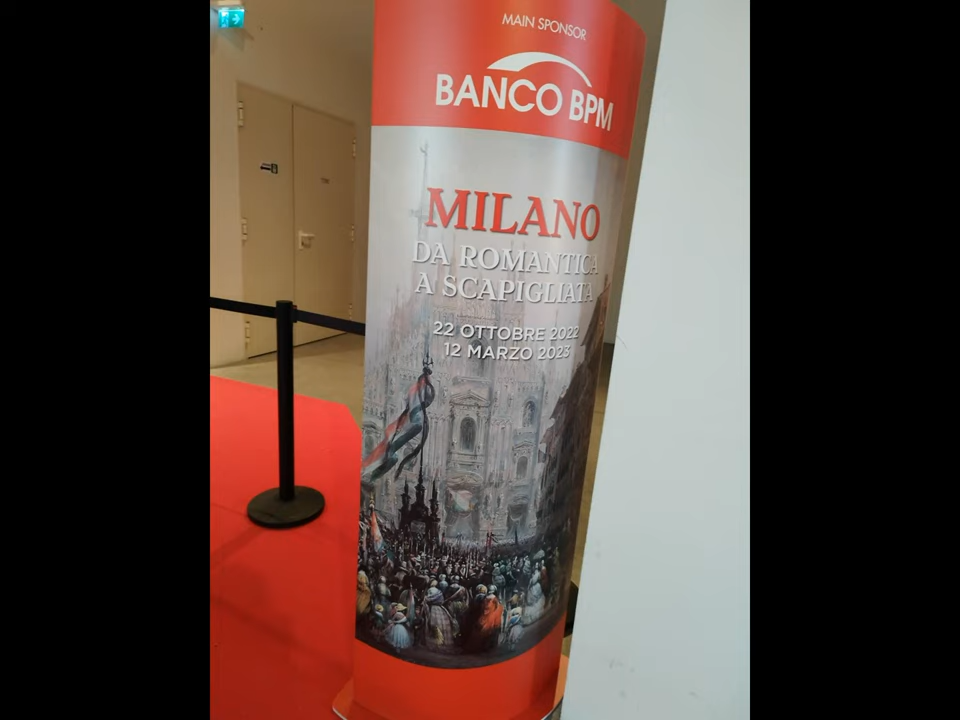 MAIN SPONSOR
BANCO BPM
MILANO
DA ROMANTICA
A SCAPIGLIATA
22 OTTOBRE 2022
12 MARZO 2023